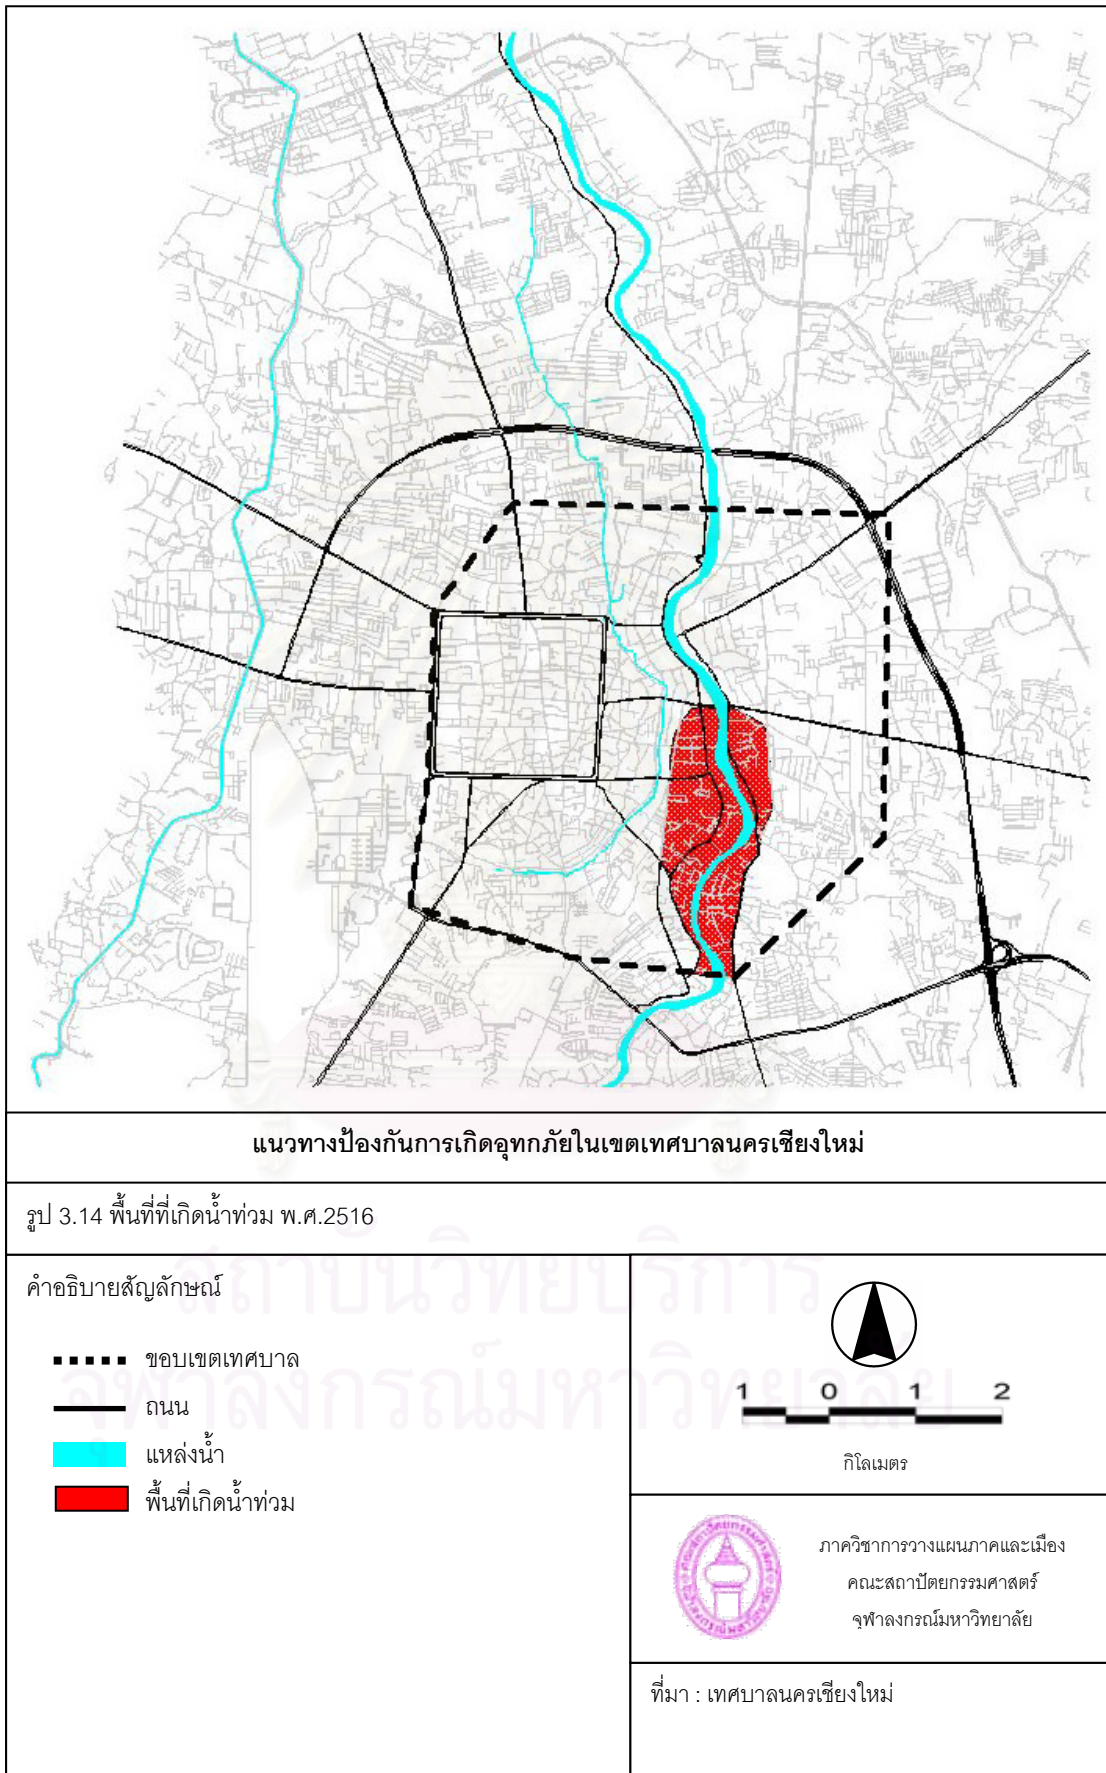 แนวทางป้องกันการเกิดอุทกภัยในเขตเทศบาลนครเชียงใหม่
รูป 3.14 พื้นที่ที่เกิดน้ำท่วม พ.ศ.2516
คำอธิบายสัญลักษณ์
ขอบเขตเทศบาล
ถนน
แหล่งน้ำ
พื้นที่เกิดน้ำท่วม
1 0 1 2
กิโลเมตร
ภาควิชาการวางแผนภาคและเมือง
คณะสถาปัตยกรรมศาสตร์
จุฬาลงกรณ์มหาวิทยาลัย
ที่มา : เทศบาลนครเชียงใหม่
สถาบันวิทยบริการ
จุฬาลงกรณ์มหาวิทยาลัย